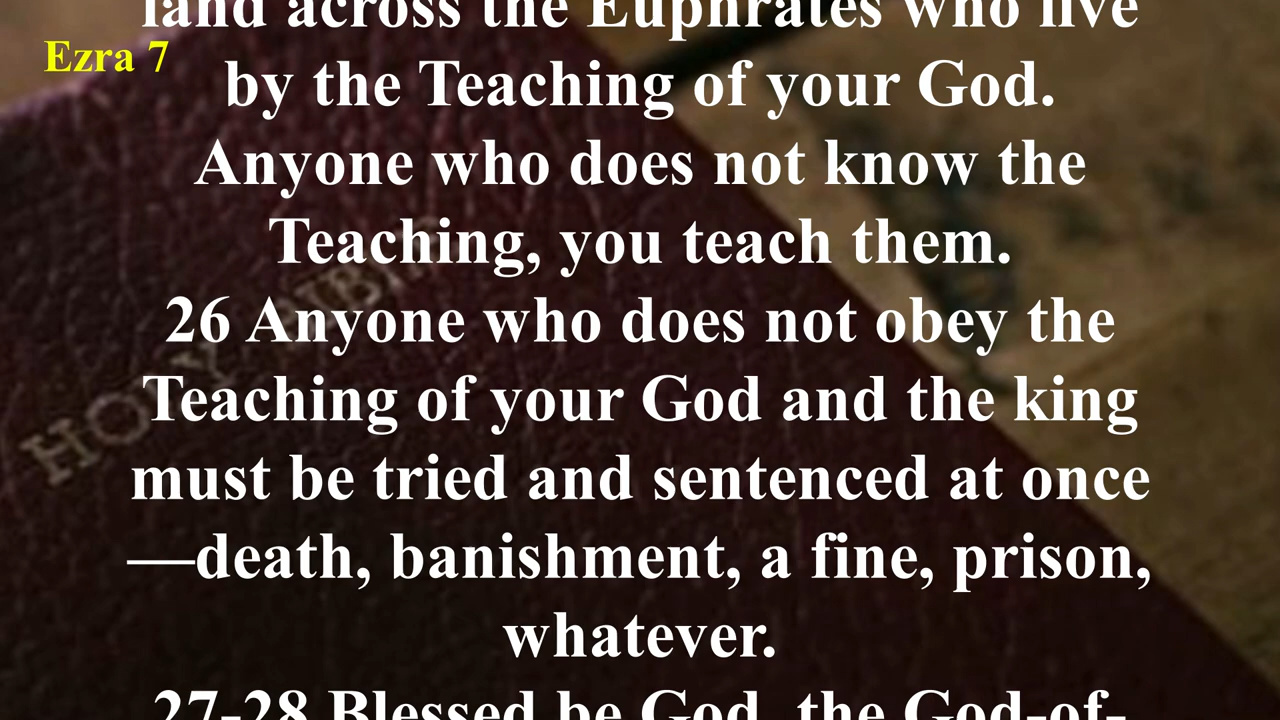 land across the Euphrates who live
Ezra 7
by the Teaching of your God.
Anyone who does not know the
Teaching, you teach them.
26 Anyone who does not obey the
Teaching of your God and the king
must be tried and sentenced at once
—death, banishment, a fine, prison,
whatever.
27-28 Blessed be God, the God-of-
HOLY BIBLE